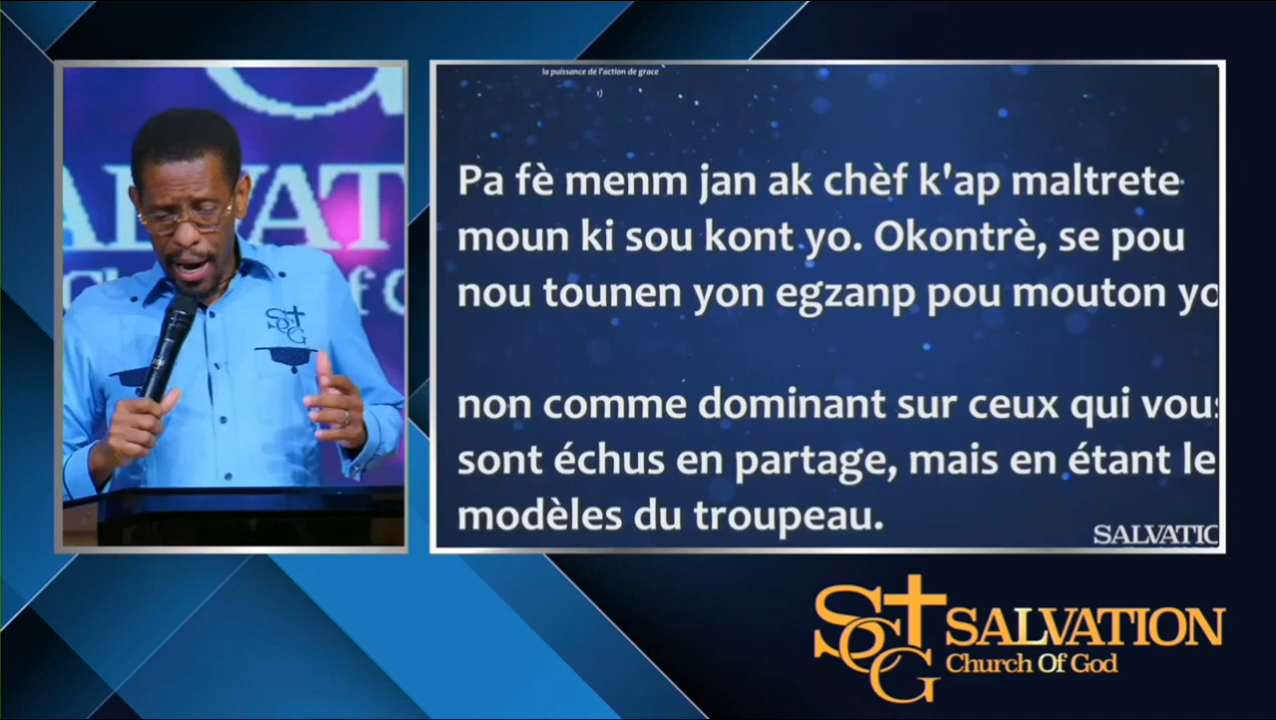 la puissance de l'action de grace
Pa fè menm jan ak chèf k'ap maltrete
moun ki sou kont yo. Okontrè, se pou
nou tounen yon egzanp pou mouton yo
non comme dominant sur ceux qui vous
sont échus en partage, mais en étant le
modèles du troupeau.
SALVATIO
SCG
SALVATION
Church Of God